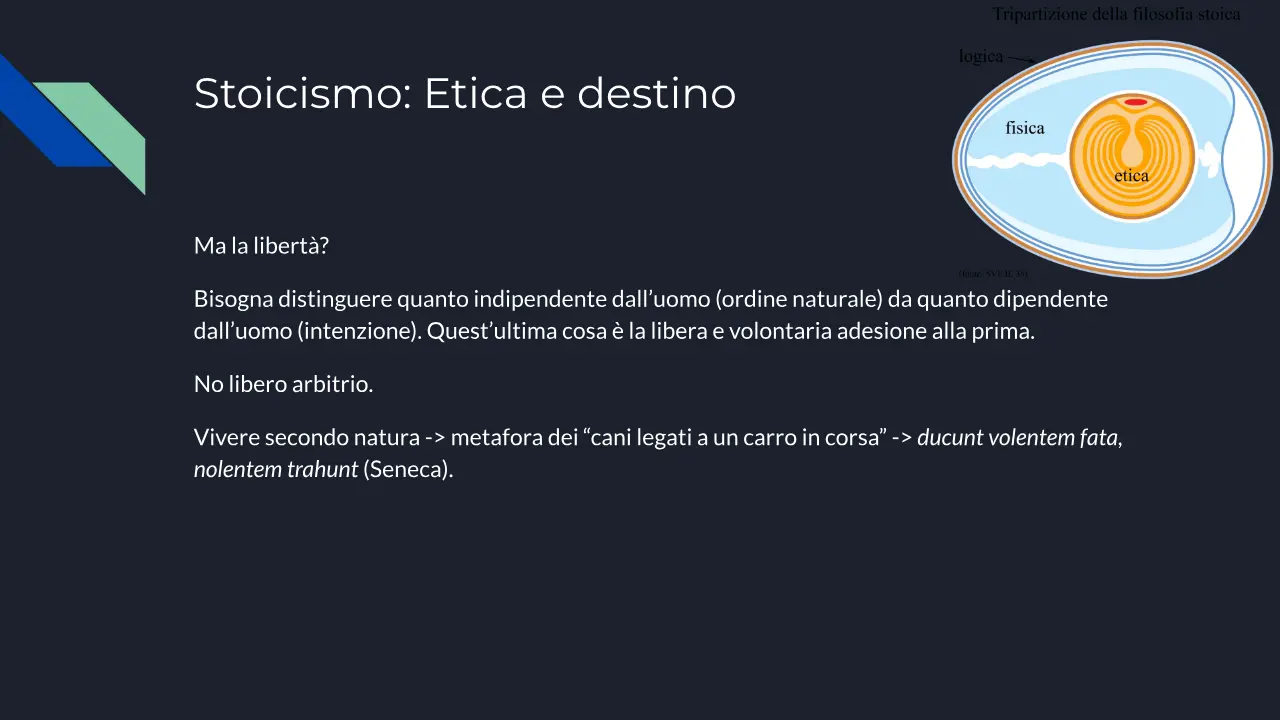 Tripartizione della filosofia stoica
logica
Stoicismo: Etica e destino
fisica
etica
Ma la libertà?
Bisogna distinguere quanto indipendente dall’uomo (ordine naturale) da quanto dipendente
dall’uomo (intenzione). Quest’ultima cosa è la libera e volontaria adesione alla prima.
No libero arbitrio.
Vivere secondo natura -> metafora dei “cani legati a un carro in corsa” -> ducunt volentem fata,
nolentem trahunt (Seneca).